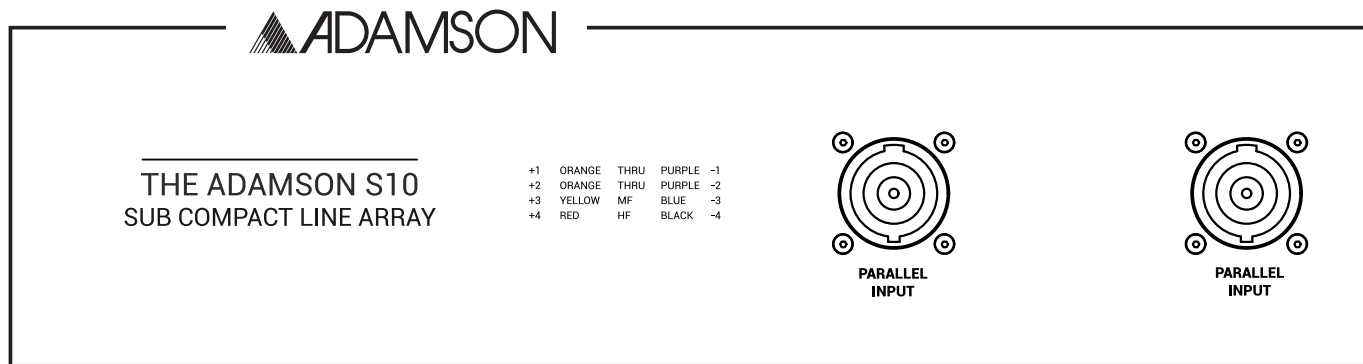 ADAMSON
THE ADAMSON S10
SUB COMPACT LINE ARRAY
+1 ORANGE THRU PURPLE -1
+2 ORANGE THRU PURPLE -2
+3 YELLOW MF BLUE -3
+4 RED HF BLACK -4
PARALLEL
INPUT
PARALLEL
INPUT